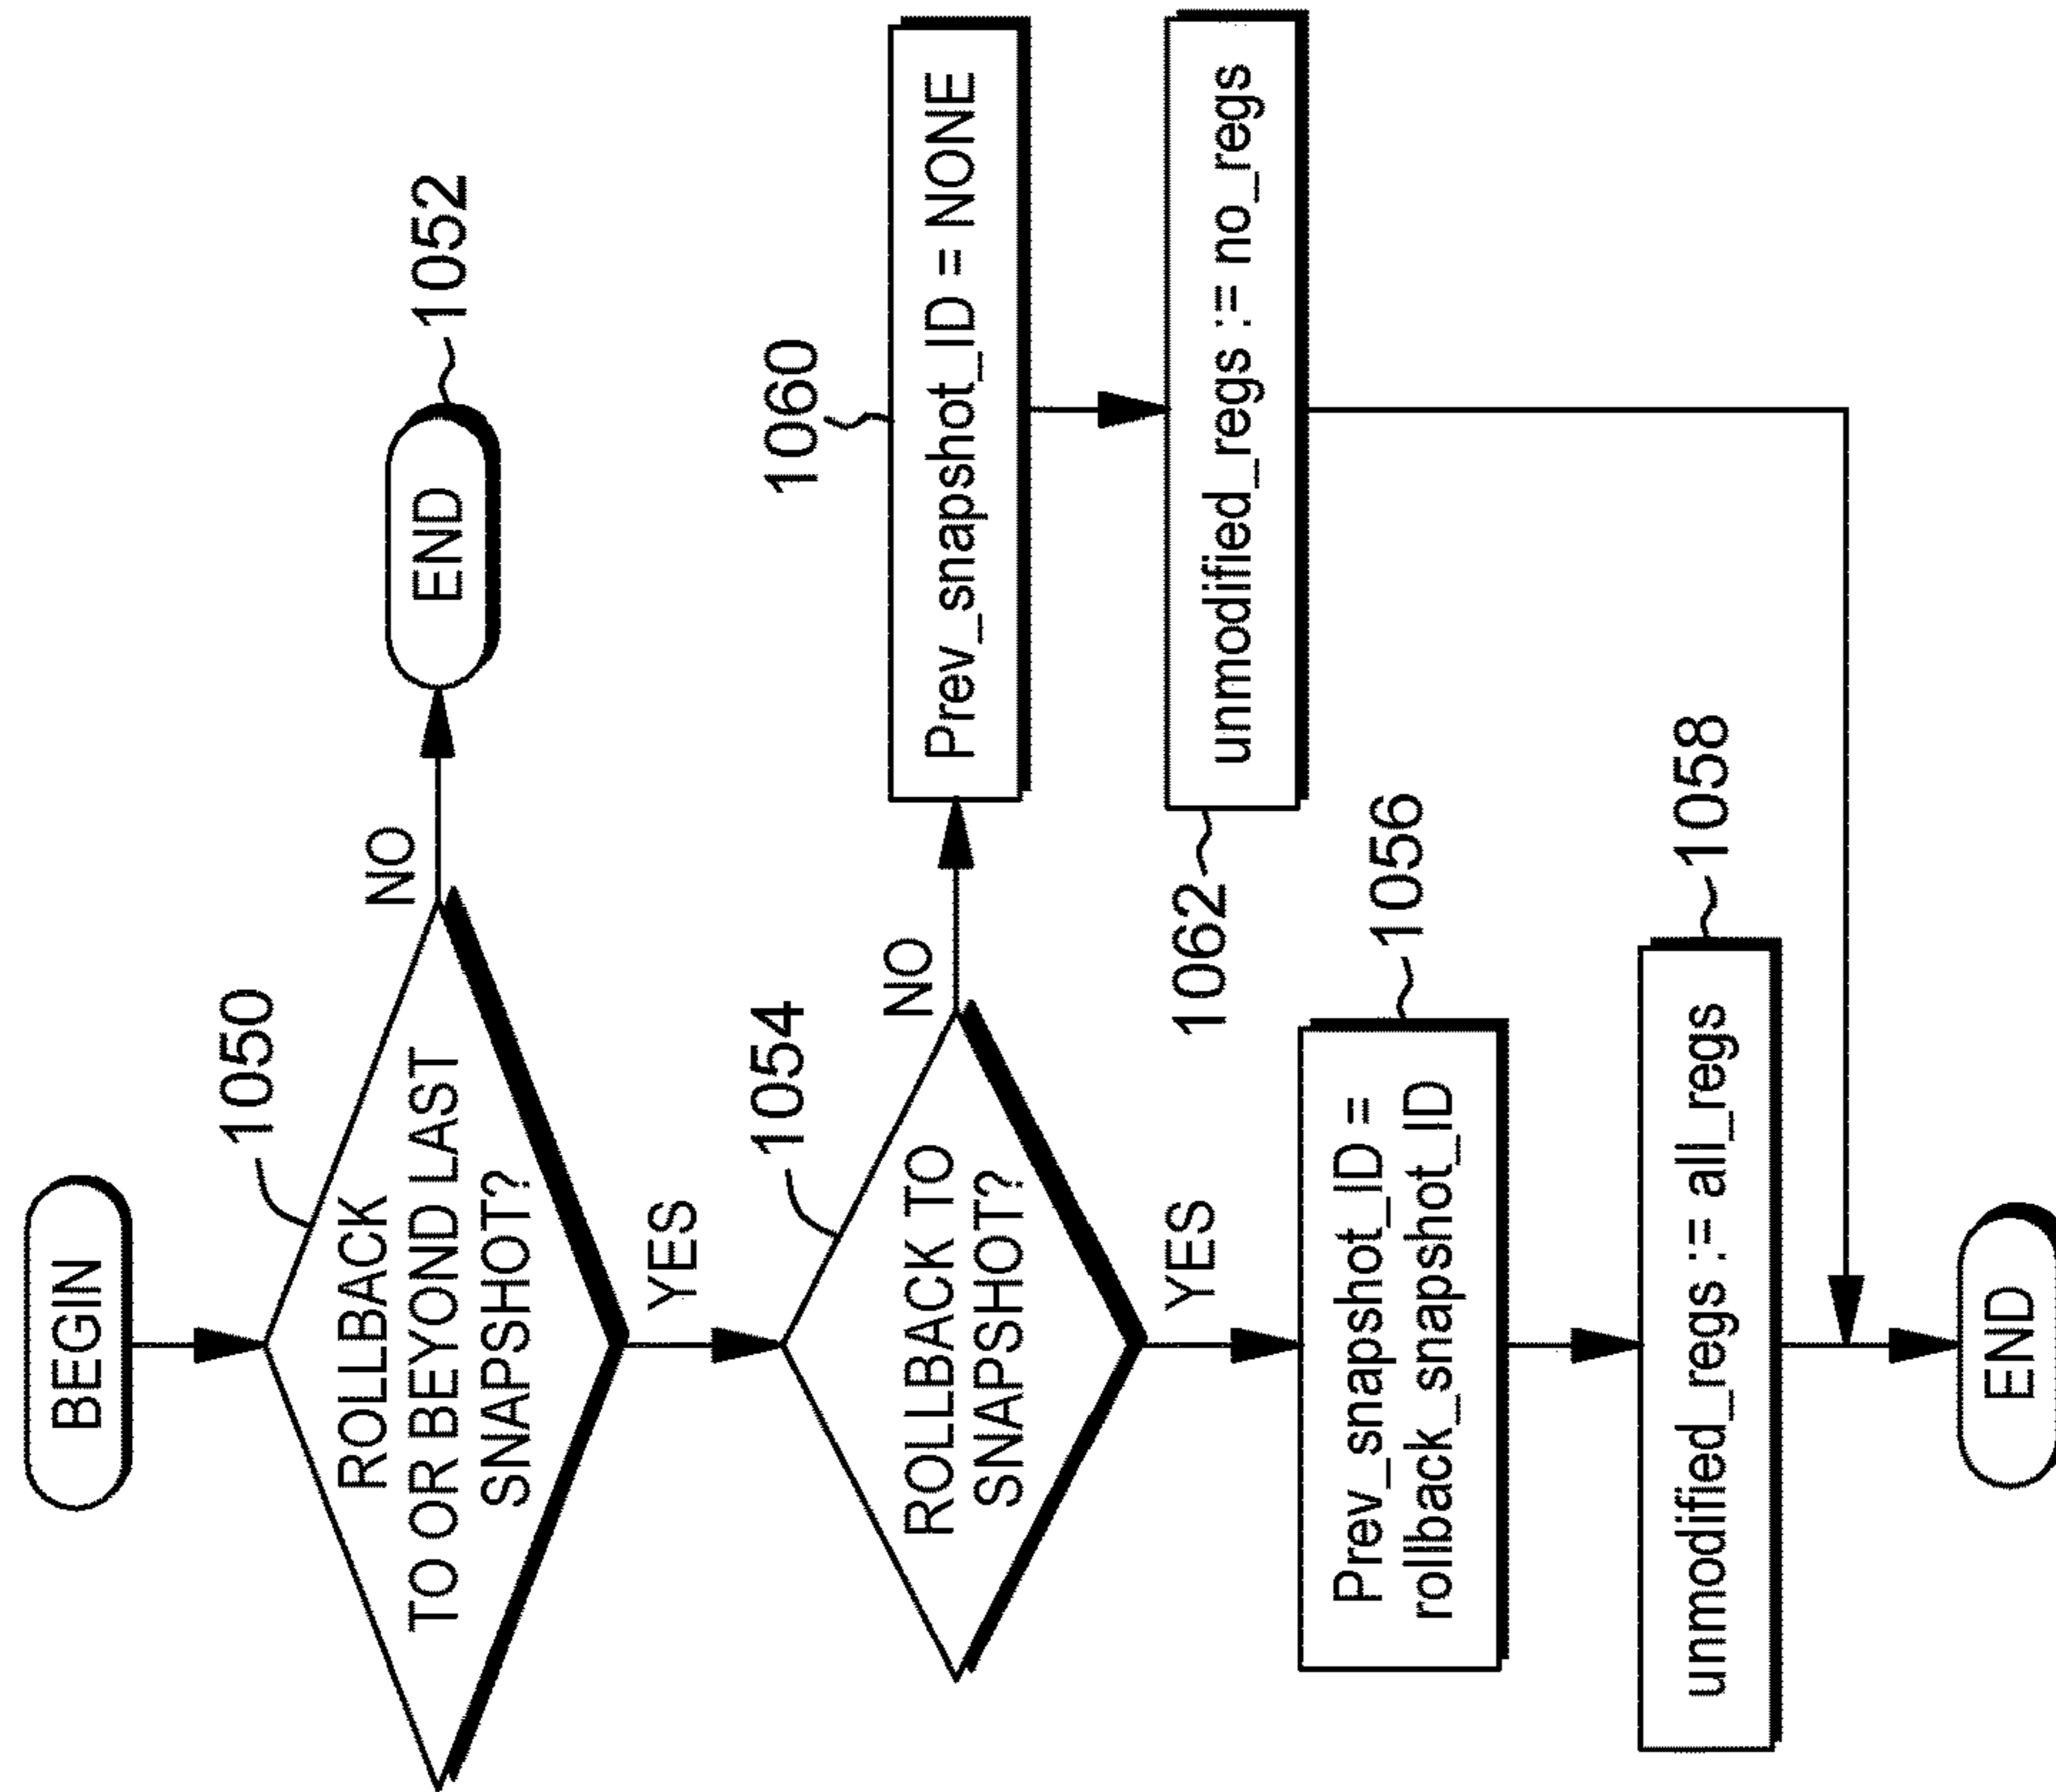 BEGIN
1050
ROLLBACK
TO OR BEYOND LAST
SNAPSHOT?
NO
END
1052
YES
1054
ROLLBACK TO
SNAPSHOT?
NO
1060
Prev_snapshot_ID = NONE
1062
unmodified_regs := no_regs
YES
1056
Prev_snapshot_ID =
rollback_snapshot_ID
1058
unmodified_regs := all_regs
END